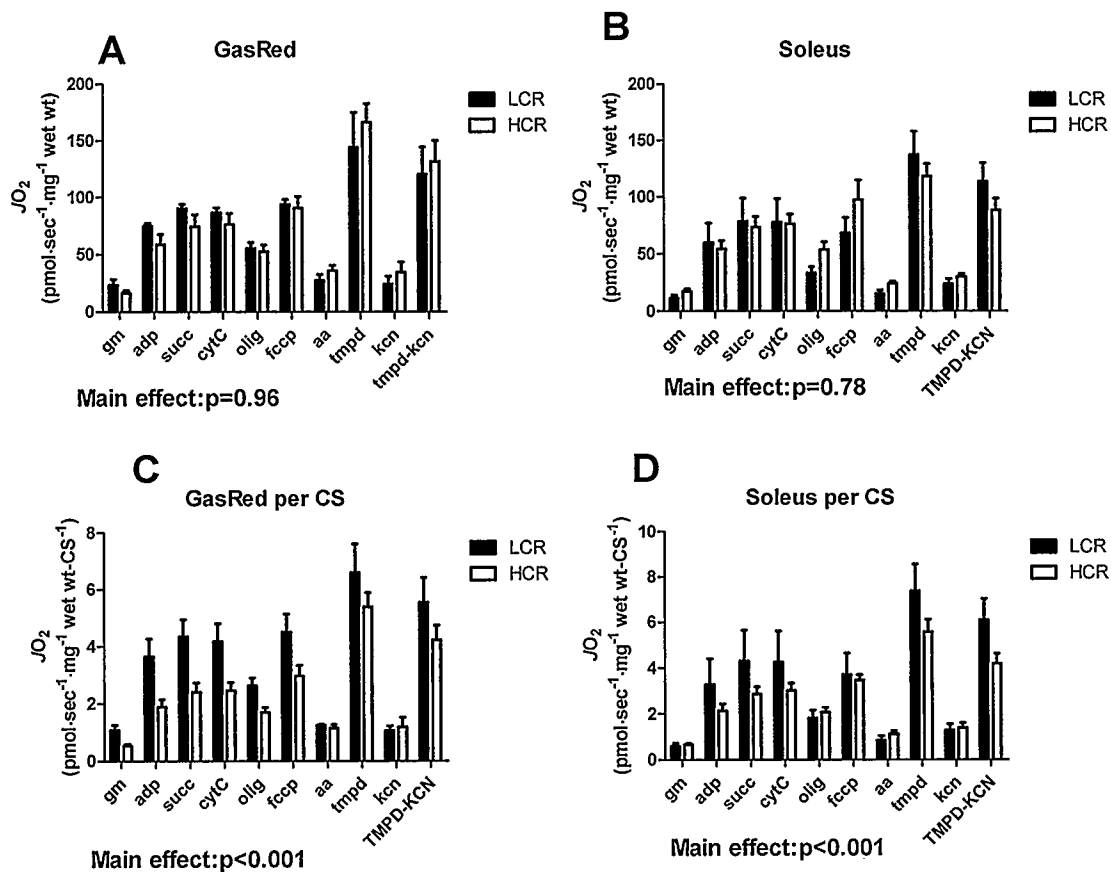 A
GasRed
200
150
100
50
0
JO2
(pmol·sec-1·mg-1 wet wt)
LCR
HCR
gm
adp
succ
cytC
olig
fccp
aa
tmpd
kcn
tmpd-kcn
Main effect:p=0.96
B
Soleus
200
150
100
50
0
JO2
(pmol·sec-1·mg-1 wet wt)
LCR
HCR
gm
adp
succ
cytC
olig
fccp
aa
tmpd
kcn
TMPD-KCN
Main effect:p=0.78
C
GasRed per CS
8
6
4
2
0
JO2
(pmol·sec-1·mg-1 wet wt-CS-1)
LCR
HCR
gm
adp
succ
cytC
olig
fccp
aa
tmpd
kcn
TMPD-KCN
Main effect:p<0.001
D
Soleus per CS
10
8
6
4
2
0
JO2
(pmol·sec-1·mg-1 wet wt-CS-1)
LCR
HCR
gm
adp
succ
cytC
olig
fccp
aa
tmpd
kcn
TMPD-KCN
Main effect:p<0.001